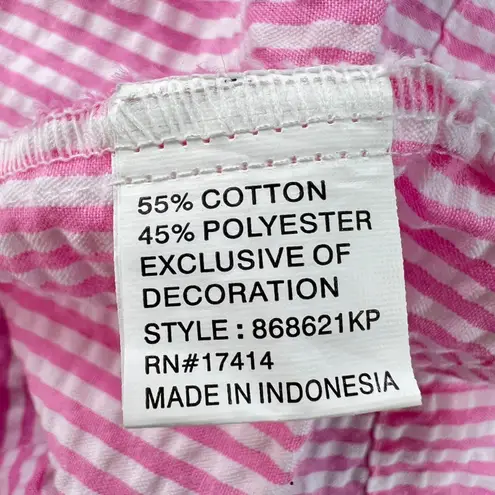 55% COTTON
45% POLYESTER
EXCLUSIVE OF
DECORATION
STYLE : 868621KP
RN#17414
MADE IN INDONESIA